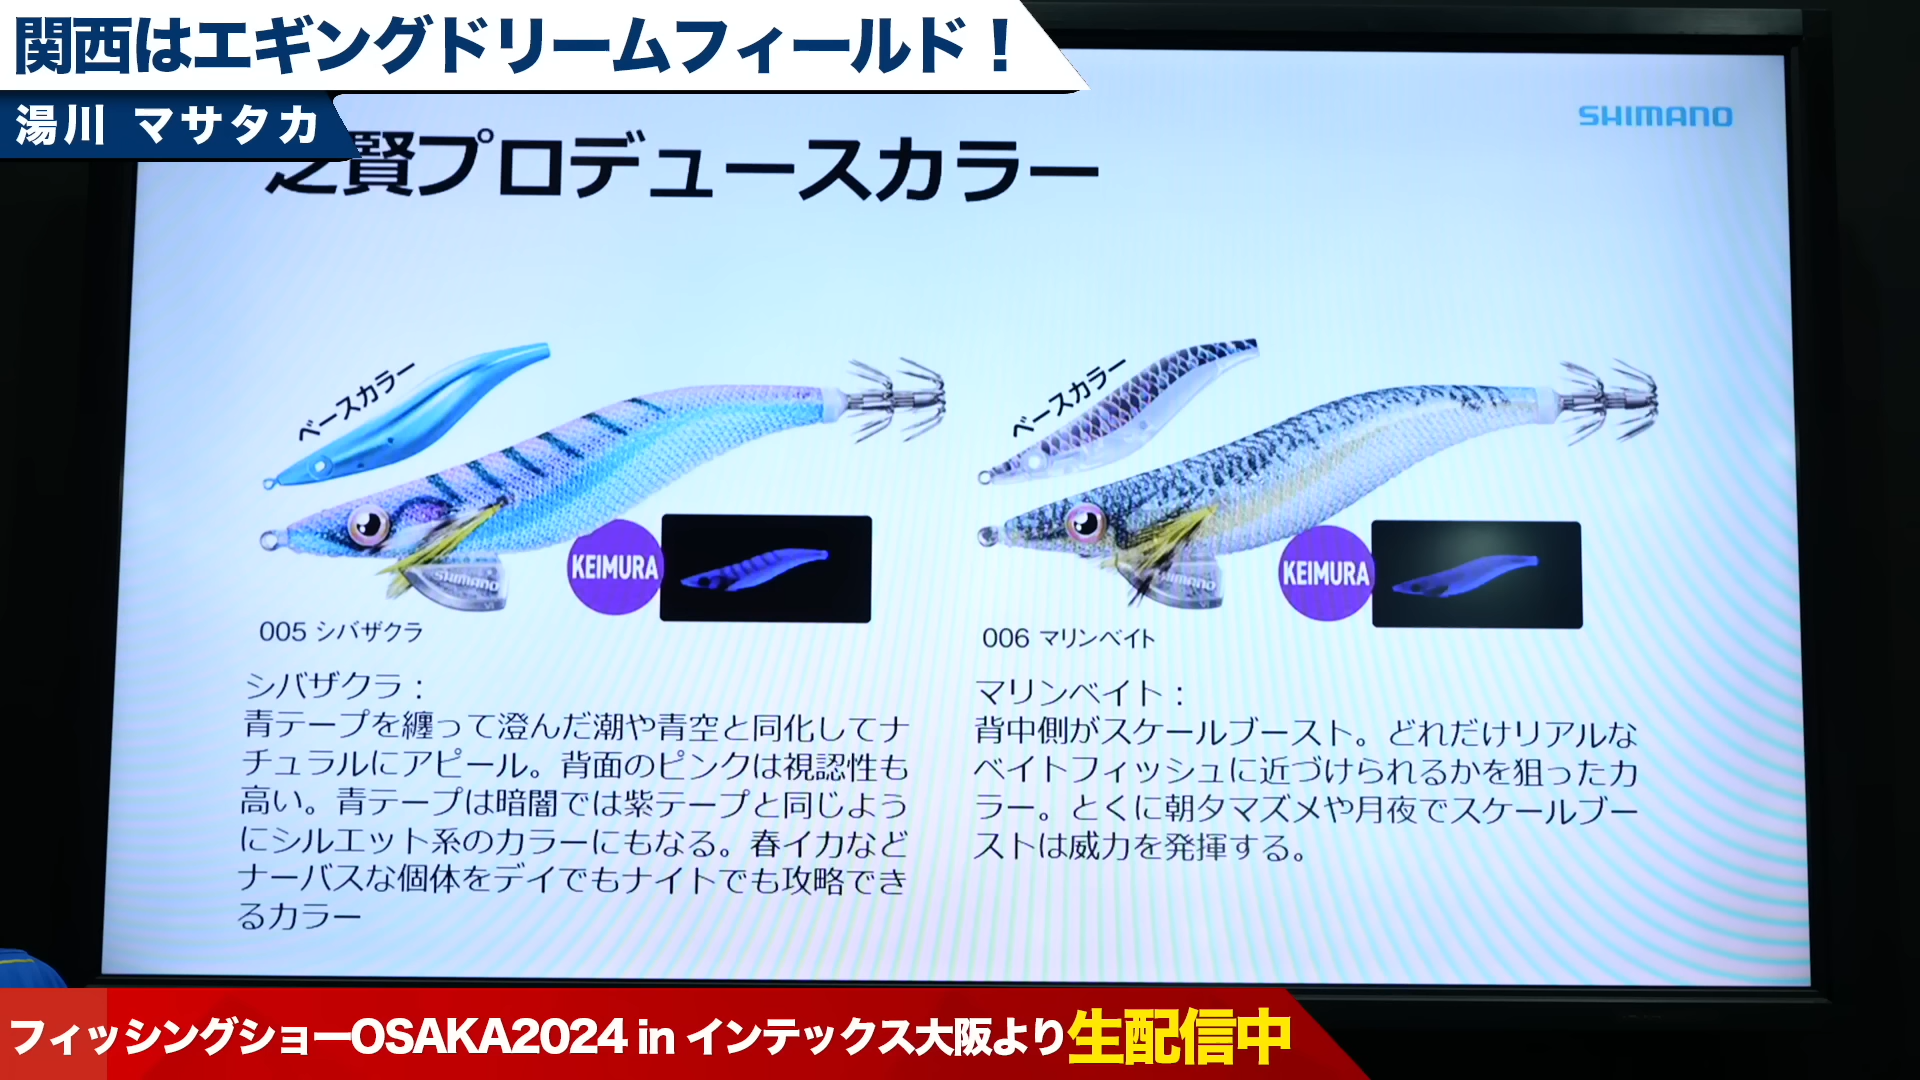 関西はエギングドリームフィールド！
湯川 マサタカ
SHIMANO
之賢プロデュースカラー
ベースカラー
SHIMANO
KEIMURA
005 シバザクラ
シバザクラ：
青テープを纏って澄んだ潮や青空と同化してナ
チュラルにアピール。背面のピンクは視認性も
高い。青テープは暗闇では紫テープと同じよう
にシルエット系のカラーにもなる。春イカなど
ナーバスな個体をデイでもナイトでも攻略でき
るカラー
ベースカラー
SHIMANO
KEIMURA
006 マリンベイト
マリンベイト：
背中側がスケールブースト。どれだけリアルな
ベイトフィッシュに近づけられるかを狙ったカ
ラー。とくに朝夕マズメや月夜でスケールブー
ストは威力を発揮する。
フィッシングショーOSAKA2024 in インテックス大阪より生配信中